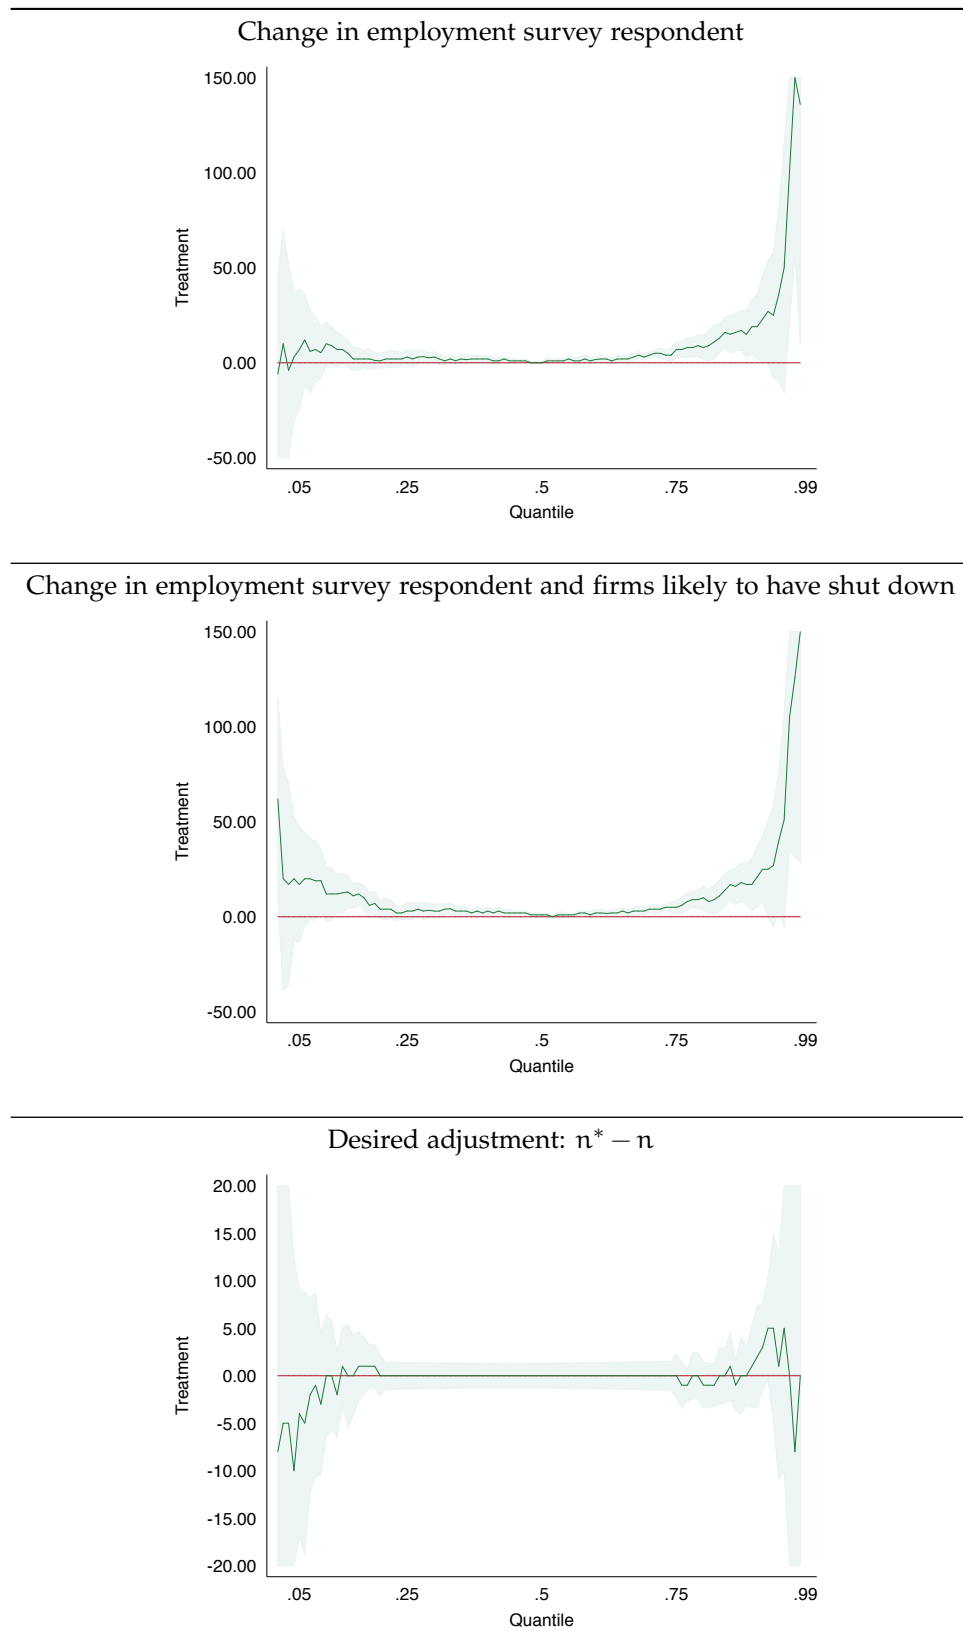 Change in employment survey respondent
150.00
100.00
50.00
0.00
-50.00
Treatment
.05 .25 .5 .75 .99
Quantile
Change in employment survey respondent and firms likely to have shut down
150.00
100.00
50.00
0.00
-50.00
Treatment
.05 .25 .5 .75 .99
Quantile
Desired adjustment: n* − n
20.00
15.00
10.00
5.00
0.00
-5.00
-10.00
-15.00
-20.00
Treatment
.05 .25 .5 .75 .99
Quantile